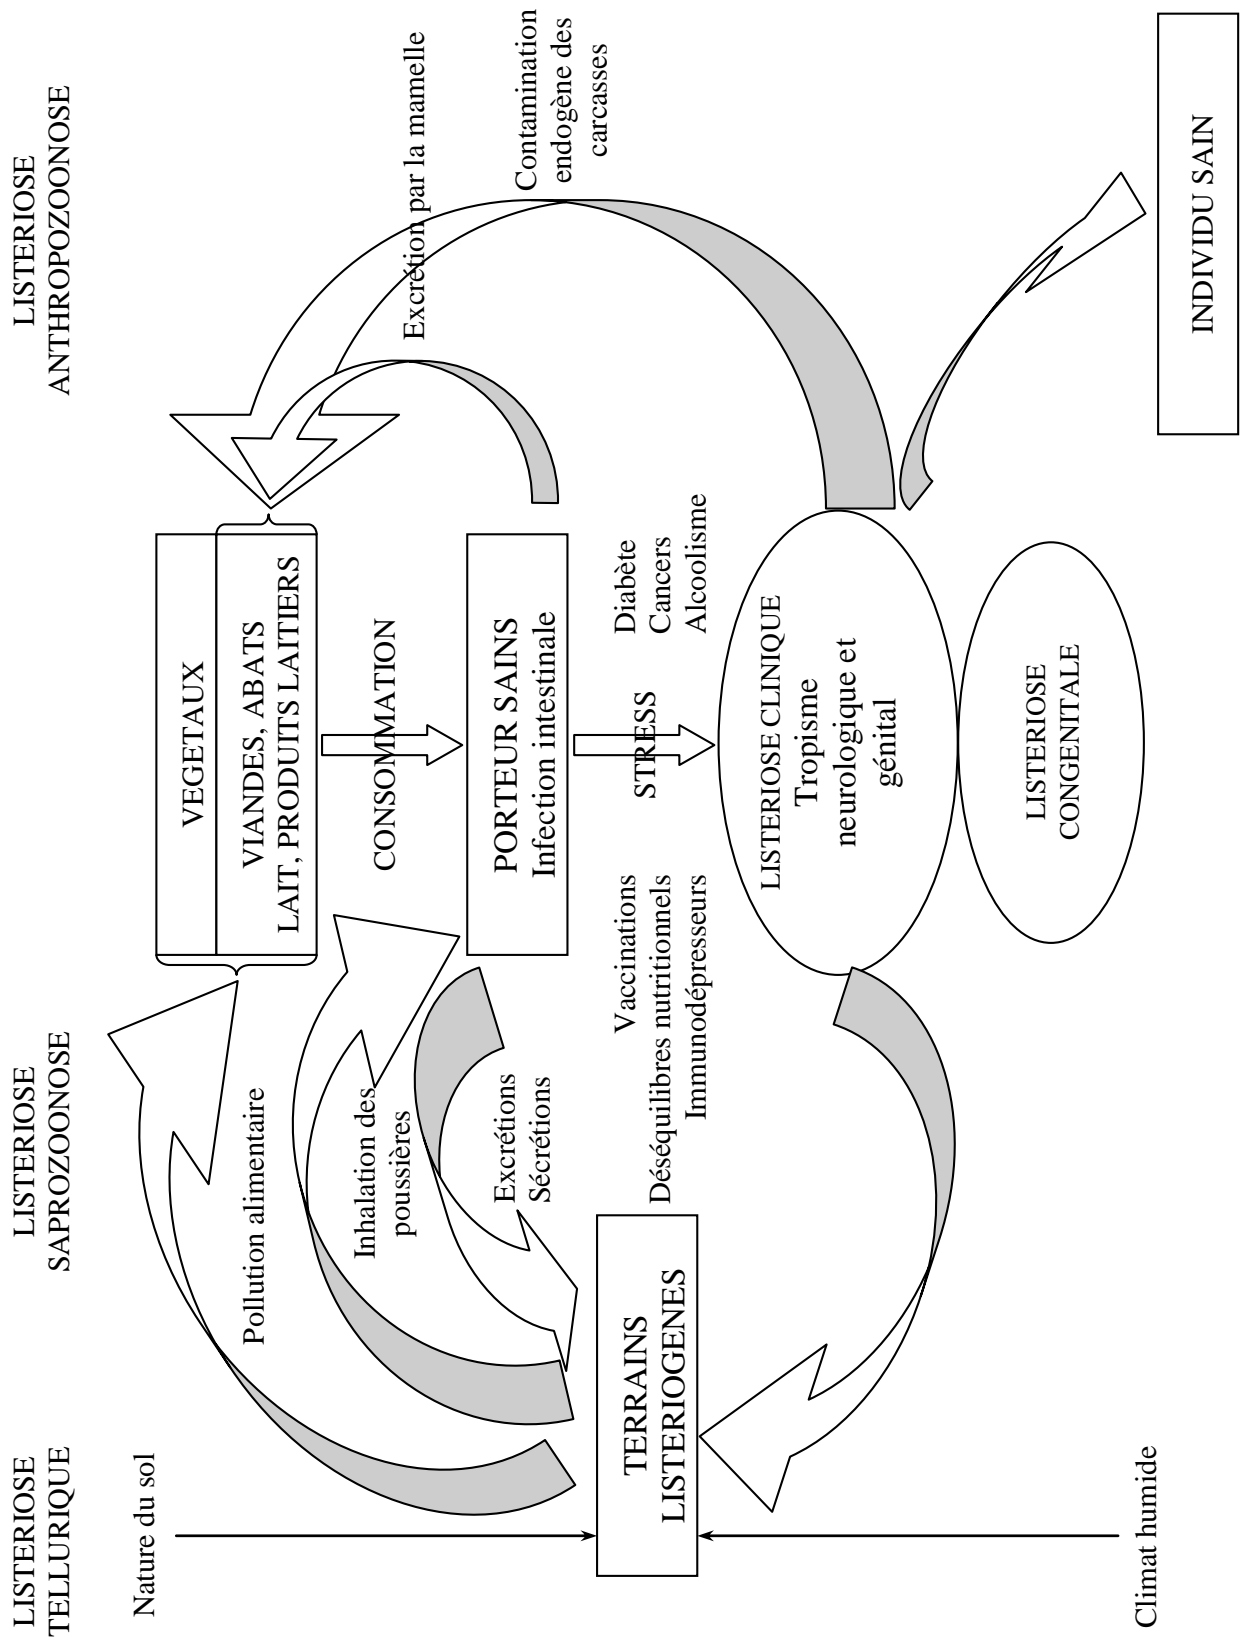 LISTERIOSE
TELLURIQUE
LISTERIOSE
SAPROZOONOSE
LISTERIOSE
ANTHROPOZOONOSE
Nature du sol
Pollution alimentaire
Inhalation des
poussières
Excrétions
Sécrétions
TERRAINS
LISTERIOGENES
Climat humide
VEGETAUX
VIANDES, ABATS
LAIT, PRODUITS LAITIERS
CONSOMMATION
PORTEUR SAINS
Infection intestinale
Vaccinations
Déséquilibres nutritionnels
Immunodépresseurs
STRESS
Diabète
Cancers
Alcoolisme
LISTERIOSE CLINIQUE
Tropisme
neurologique et
génital
LISTERIOSE
CONGENITALE
Excrétion par la mamelle
Contamination
endogène des
carcasses
INDIVIDU SAIN